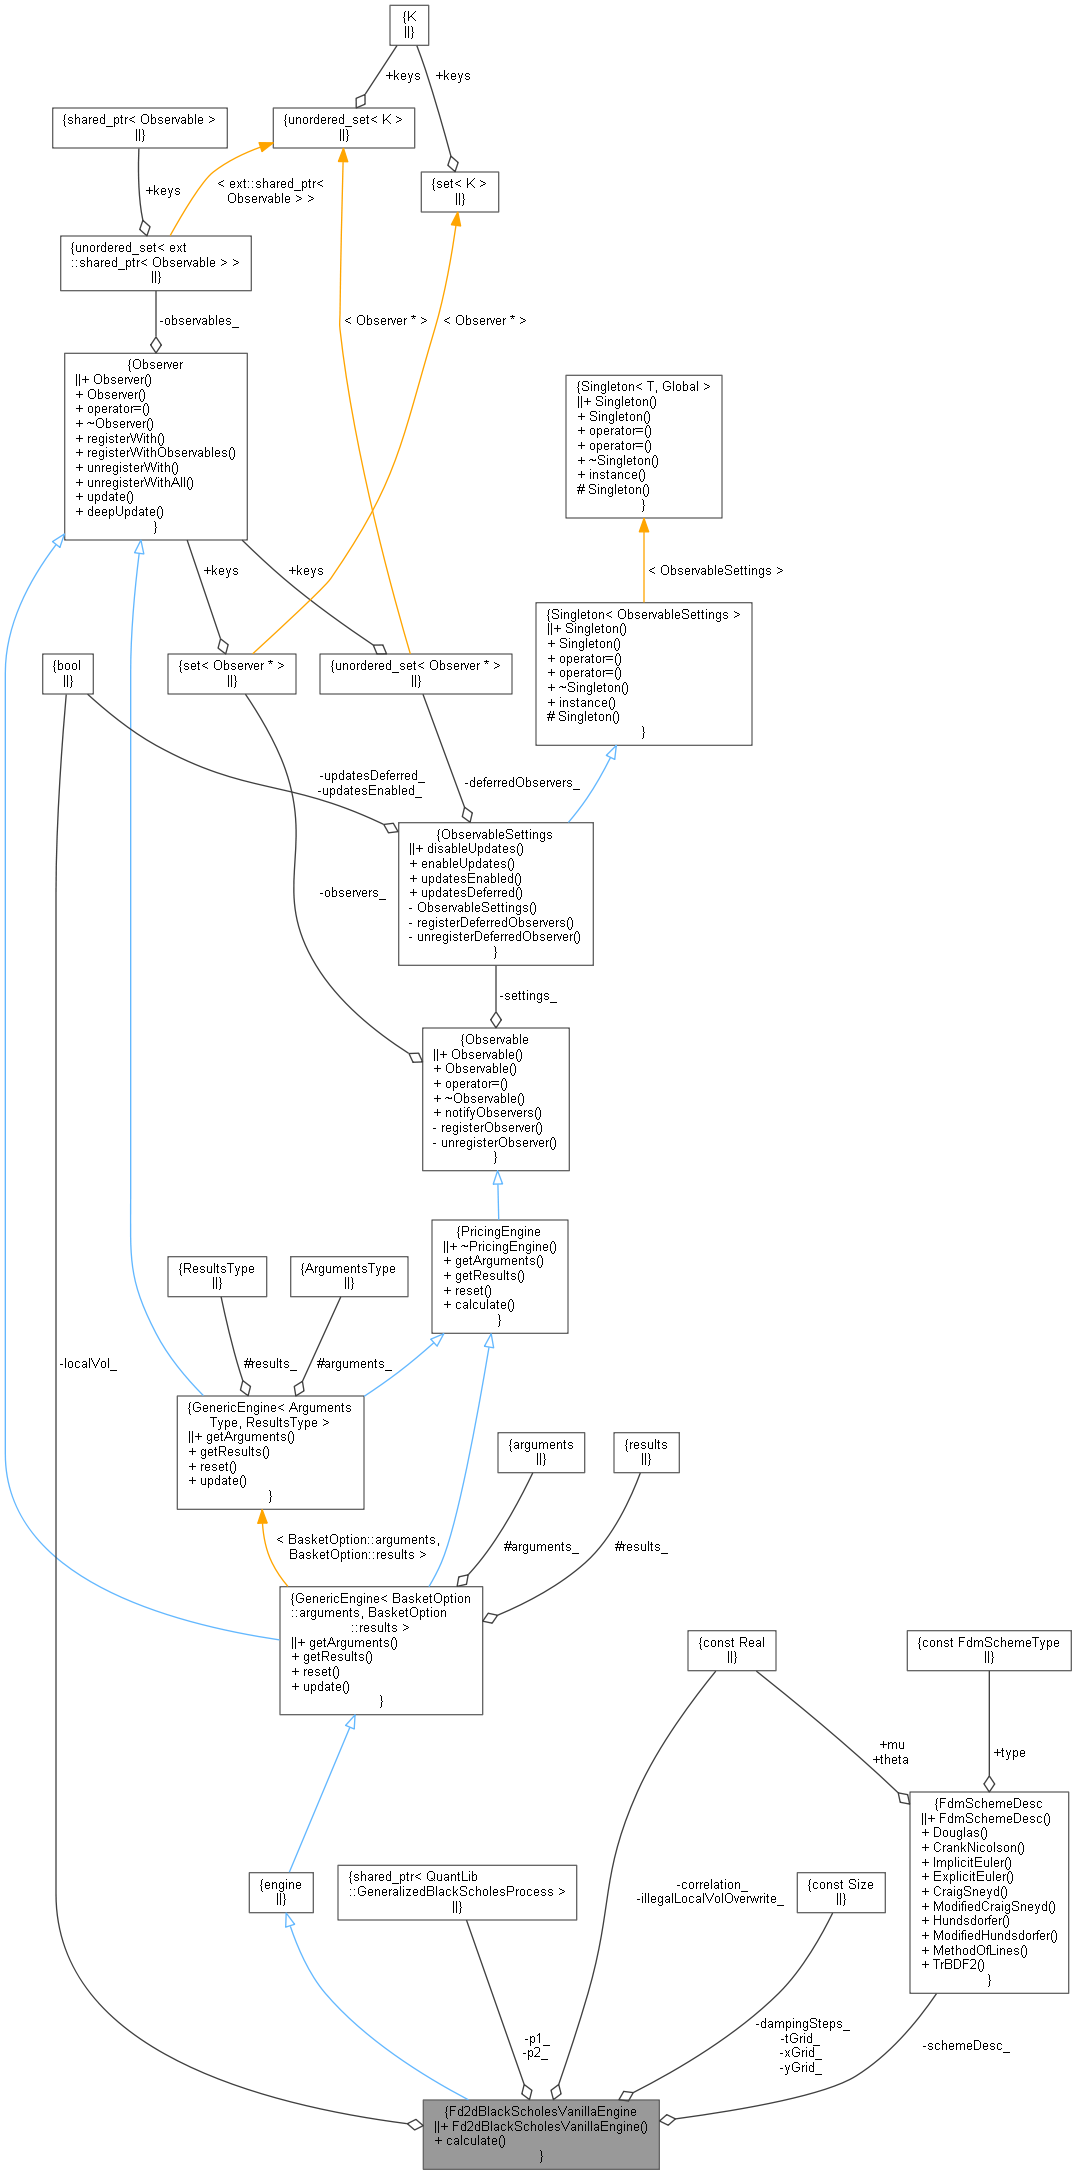 {K
||}
+keys
+keys
{shared_ptr< Observable >
||}
{unordered_set< K >
||}
{set< K >
||}
+keys
< ext::shared_ptr<
Observable > >
{unordered_set< ext
::shared_ptr< Observable > >
||}
-observables_
< Observer * >
< Observer * >
{Observer
||+ Observer()
+ Observer()
+ operator=()
+ ~Observer()
+ registerWith()
+ registerWithObservables()
+ unregisterWith()
+ unregisterWithAll()
+ update()
+ deepUpdate()
}
{Singleton< T, Global >
||+ Singleton()
+ Singleton()
+ operator=()
+ operator=()
+ ~Singleton()
+ instance()
# Singleton()
}
+keys
+keys
< ObservableSettings >
{Singleton< ObservableSettings >
||+ Singleton()
+ Singleton()
+ operator=()
+ operator=()
+ ~Singleton()
+ instance()
# Singleton()
}
{bool
||}
{set< Observer * >
||}
{unordered_set< Observer * >
||}
-updatesDeferred_
-updatesEnabled_
-deferredObservers_
{ObservableSettings
||+ disableUpdates()
+ enableUpdates()
+ updatesEnabled()
+ updatesDeferred()
- ObservableSettings()
- registerDeferredObservers()
- unregisterDeferredObserver()
}
-observers_
-settings_
{Observable
||+ Observable()
+ Observable()
+ operator=()
+ ~Observable()
+ notifyObservers()
- registerObserver()
- unregisterObserver()
}
{PricingEngine
||+ ~PricingEngine()
+ getArguments()
+ getResults()
+ reset()
+ calculate()
}
{ResultsType
||}
{ArgumentsType
||}
-localVol_
#results_
#arguments_
{GenericEngine< Arguments
Type, ResultsType >
||+ getArguments()
+ getResults()
+ reset()
+ update()
}
{arguments
||}
{results
||}
< BasketOption::arguments,
BasketOption::results >
#arguments_
#results_
{GenericEngine< BasketOption
::arguments, BasketOption
::results >
||+ getArguments()
+ getResults()
+ reset()
+ update()
}
{const Real
||}
{const FdmSchemeType
||}
+mu
+theta
+type
{FdmSchemeDesc
||+ FdmSchemeDesc()
+ Douglas()
+ CrankNicolson()
+ ImplicitEuler()
+ ExplicitEuler()
+ CraigSneyd()
+ ModifiedCraigSneyd()
+ Hundsdorfer()
+ ModifiedHundsdorfer()
+ MethodOfLines()
+ TrBDF2()
}
{engine
||}
{shared_ptr< QuantLib
::GeneralizedBlackScholesProcess >
||}
-correlation_
-illegalLocalVolOverwrite_
{const Size
||}
-p1_
-p2_
-dampingSteps_
-tGrid_
-xGrid_
-yGrid_
-schemeDesc_
{Fd2dBlackScholesVanillaEngine
||+ Fd2dBlackScholesVanillaEngine()
+ calculate()
}